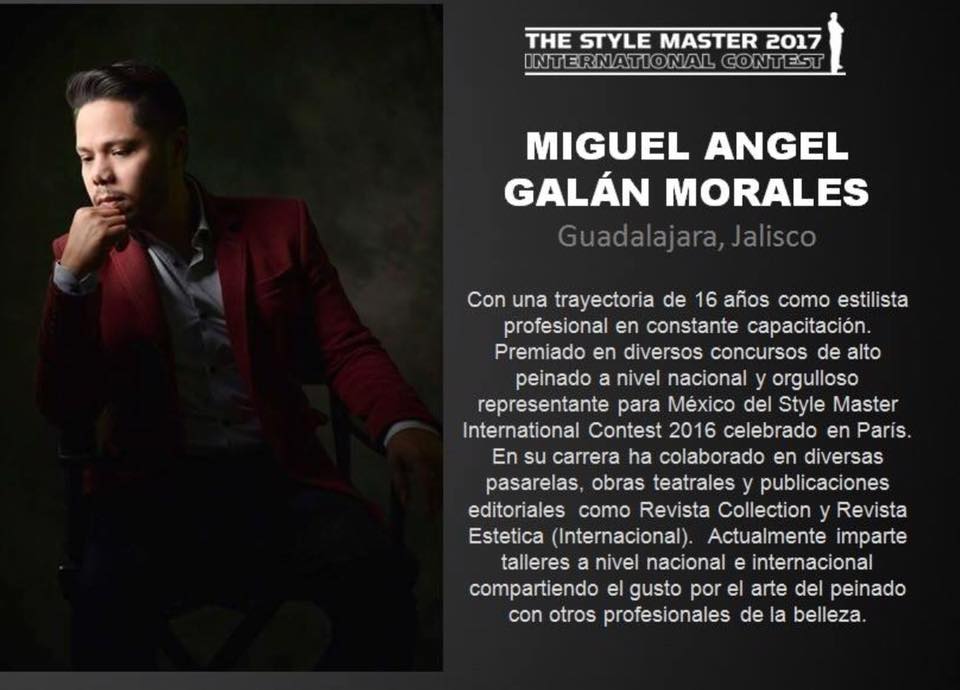 THE STYLE MASTER 2017
INTERNATIONAL CONTEST
MIGUEL ANGEL
GALÁN MORALES
Guadalajara, Jalisco
Con una trayectoria de 16 años como estilista
profesional en constante capacitación.
Premiado en diversos concursos de alto
peinado a nivel nacional y orgulloso
representante para México del Style Master
International Contest 2016 celebrado en París.
En su carrera ha colaborado en diversas
pasarelas, obras teatrales y publicaciones
editoriales como Revista Collection y Revista
Estetica (Internacional). Actualmente imparte
talleres a nivel nacional e internacional
compartiendo el gusto por el arte del peinado
con otros profesionales de la belleza.